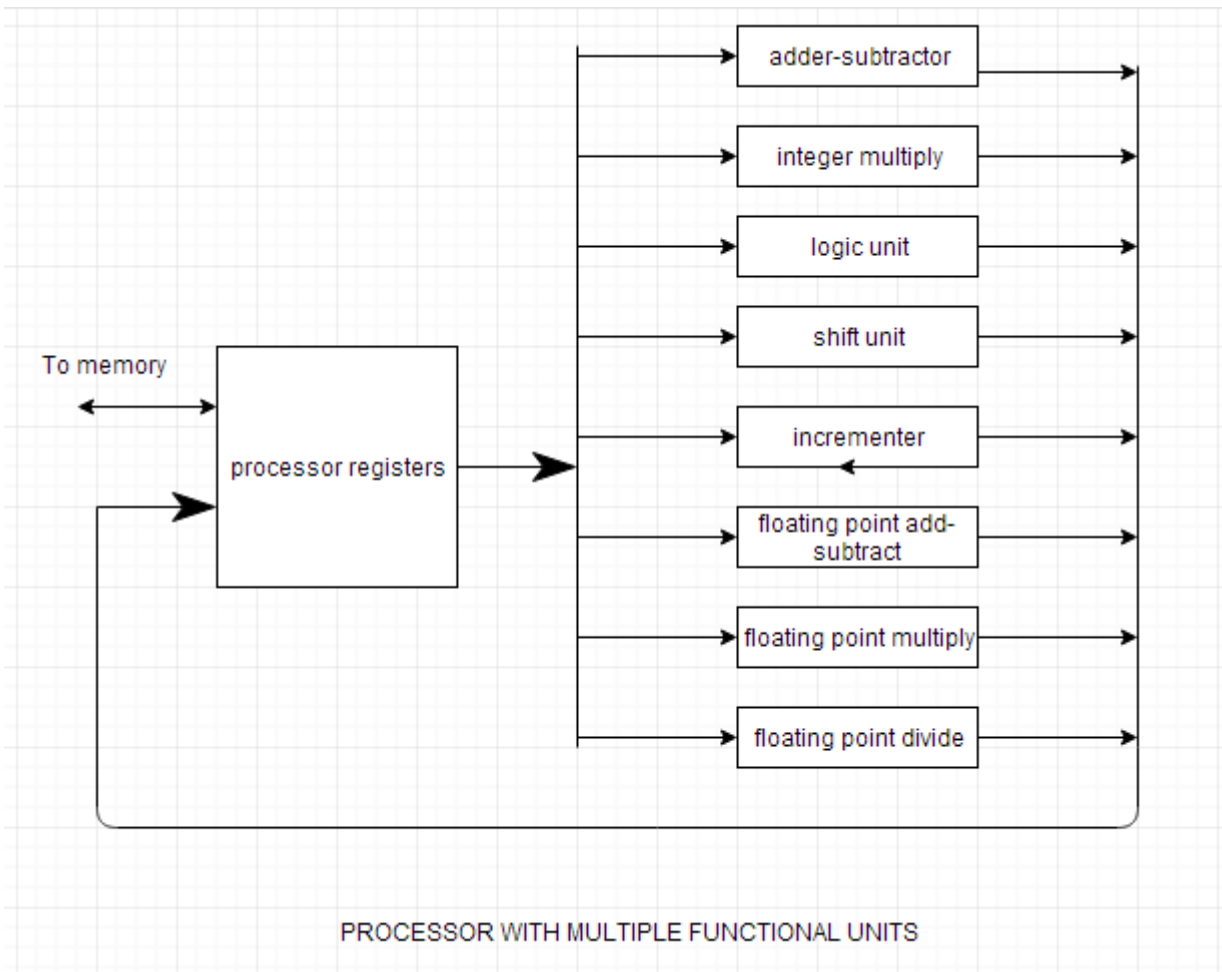 adder-subtractor
integer multiply
logic unit
shift unit
To memory
incrementer
processor registers
floating point add-
subtract
floating point multiply
floating point divide
PROCESSOR WITH MULTIPLE FUNCTIONAL UNITS